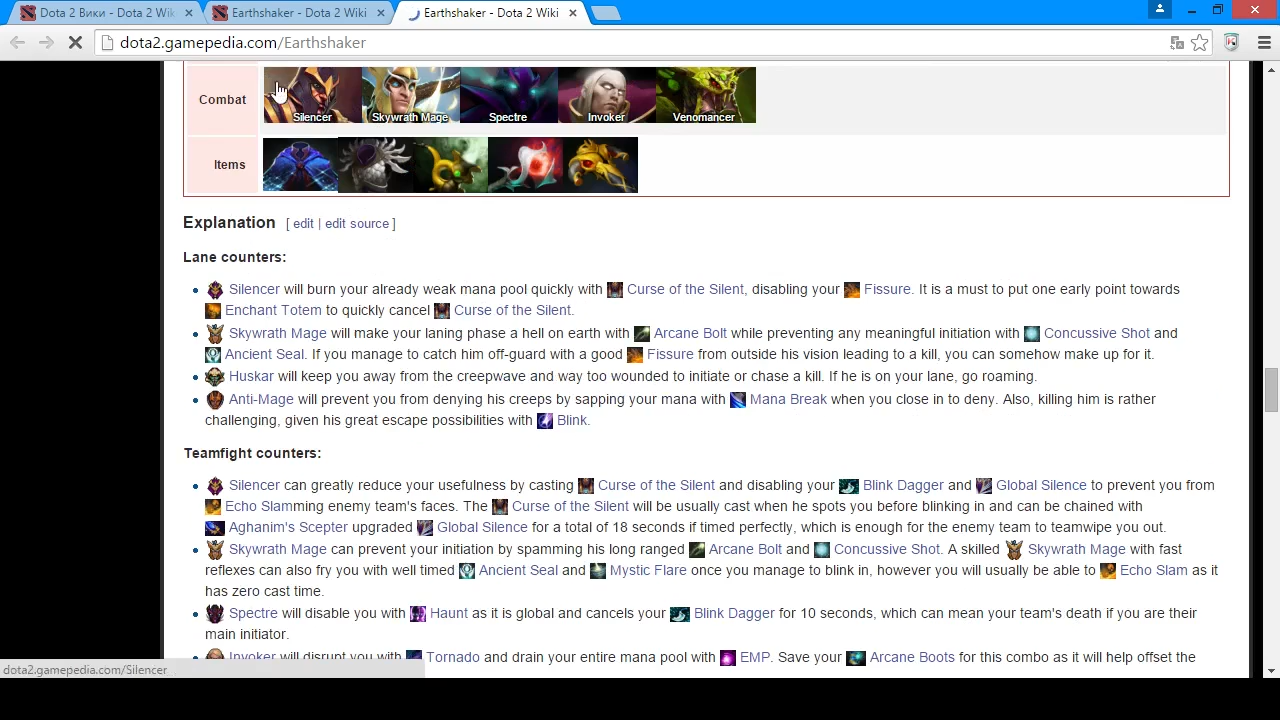 Dota 2 Вики - Dota 2 Wik
Earthshaker - Dota 2 Wiki
Earthshaker - Dota 2 Wiki
dota2.gamepedia.com/Earthshaker
Combat
Silencer Skywrath Mage Spectre Invoker Venomancer
Items
Explanation [ edit | edit source ]
Lane counters:
Silencer will burn your already weak mana pool quickly with Curse of the Silent, disabling your Fissure. It is a must to put one early point towards
Enchant Totem to quickly cancel Curse of the Silent.
Skywrath Mage will make your laning phase a hell on earth with Arcane Bolt while preventing any meaningful initiation with Concussive Shot and
Ancient Seal. If you manage to catch him off-guard with a good Fissure from outside his vision leading to a kill, you can somehow make up for it.
Huskar will keep you away from the creepwave and way too wounded to initiate or chase a kill. If he is on your lane, go roaming.
Anti-Mage will prevent you from denying his creeps by sapping your mana with Mana Break when you close in to deny. Also, killing him is rather
challenging, given his great escape possibilities with Blink.
Teamfight counters:
Silencer can greatly reduce your usefulness by casting Curse of the Silent and disabling your Blink Dagger and Global Silence to prevent you from
Echo Slamming enemy team's faces. The Curse of the Silent will be usually cast when he spots you before blinking in and can be chained with
Aghanim's Scepter upgraded Global Silence for a total of 18 seconds if timed perfectly, which is enough for the enemy team to teamwipe you out.
Skywrath Mage can prevent your initiation by spamming his long ranged Arcane Bolt and Concussive Shot. A skilled Skywrath Mage with fast
reflexes can also fry you with well timed Ancient Seal and Mystic Flare once you manage to blink in, however you will usually be able to Echo Slam as it
has zero cast time.
Spectre will disable you with Haunt as it is global and cancels your Blink Dagger for 10 seconds, which can mean your team's death if you are their
main initiator.
Invoker will disrupt you with Tornado and drain your entire mana pool with EMP. Save your Arcane Boots for this combo as it will help offset the
dota2.gamepedia.com/Silencer